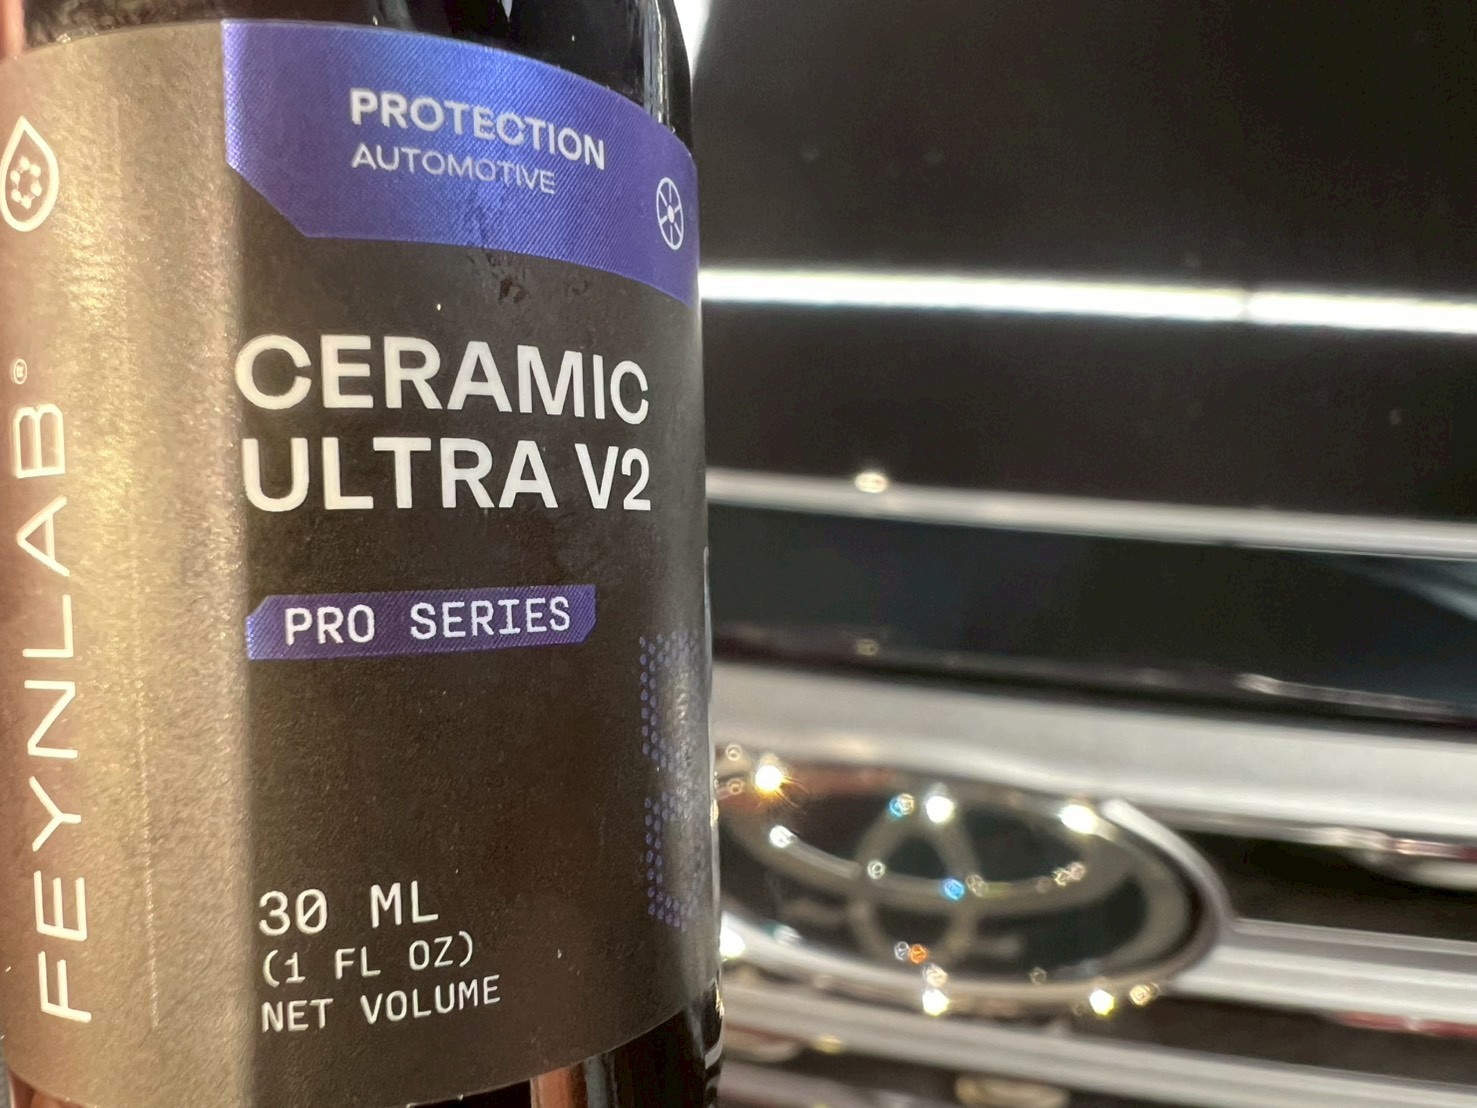 PROTECTION
AUTOMOTIVE
CERAMIC
ULTRA V2
PRO SERIES
30 ML
(1 FL OZ)
NET VOLUME
FEYNLAB®